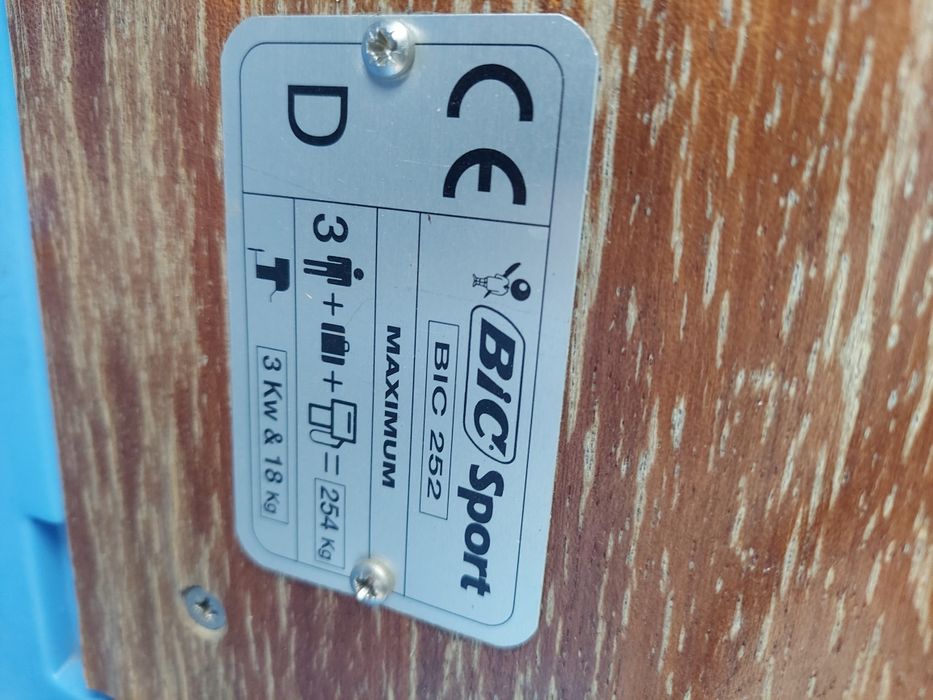 CE
D
BIC Sport
BIC 252
MAXIMUM
3 + + = 254 Kg
3 Kw & 18 Kg